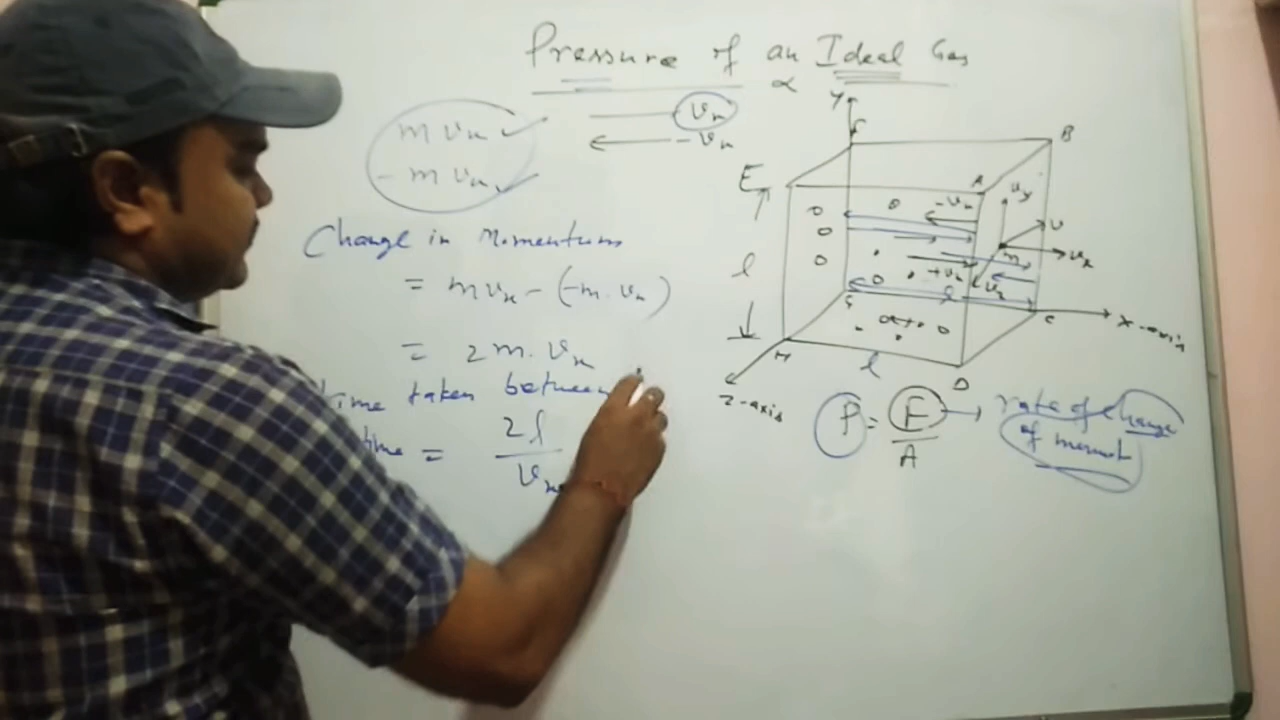 Pressure of an Ideal Gas
m vx
- m vx
vx
- vx
Change in Momentum
= m vx - (-m. vx)
= 2 m. vx
time taken between
time = 2l / vx
Y
B
E
A
-vx
vy
v
vx
m
+vx
vx
l
l
G
C
X-axis
H
l
D
Z-axis
P = F / A → rate of change
of moment